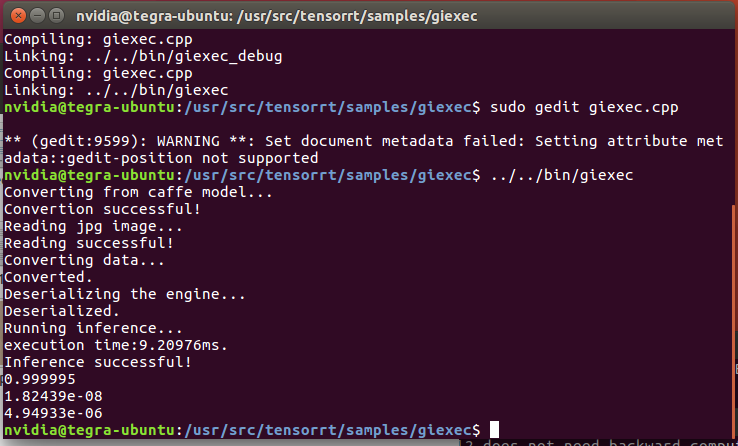 nvidia@tegra-ubuntu: /usr/src/tensorrt/samples/giexec
Compiling: giexec.cpp
Linking: ../../bin/giexec_debug
Compiling: giexec.cpp
Linking: ../../bin/giexec
nvidia@tegra-ubuntu:/usr/src/tensorrt/samples/giexec$ sudo gedit giexec.cpp
** (gedit:9599): WARNING **: Set document metadata failed: Setting attribute met
adata::gedit-position not supported
nvidia@tegra-ubuntu:/usr/src/tensorrt/samples/giexec$ ../../bin/giexec
Converting from caffe model...
Convertion successful!
Reading jpg image...
Reading successful!
Converting data...
Converted.
Deserializing the engine...
Deserialized.
Running inference...
execution time:9.20976ms.
Inference successful!
0.999995
1.82439e-08
4.94933e-06
nvidia@tegra-ubuntu:/usr/src/tensorrt/samples/giexec$
does not need backward